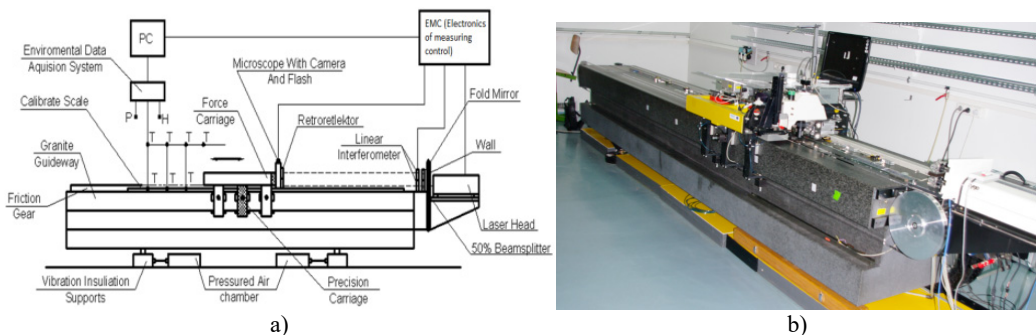 PC
EMC (Electronics
of measuring
control)
Enviromental Data
Aquision System
Microscope With Camera
And Flash
Fold Mirror
Calibrate Scale
P
H
T T T T
Force
Carriage
Retroretlektor
Linear
Interferometer
Wall
Granite
Guideway
T T T
Friction
Gear
Laser Head
50% Beamsplitter
Vibration Insuliation
Supports
Pressured Air
chamber
Precision
Carriage
a)
b)